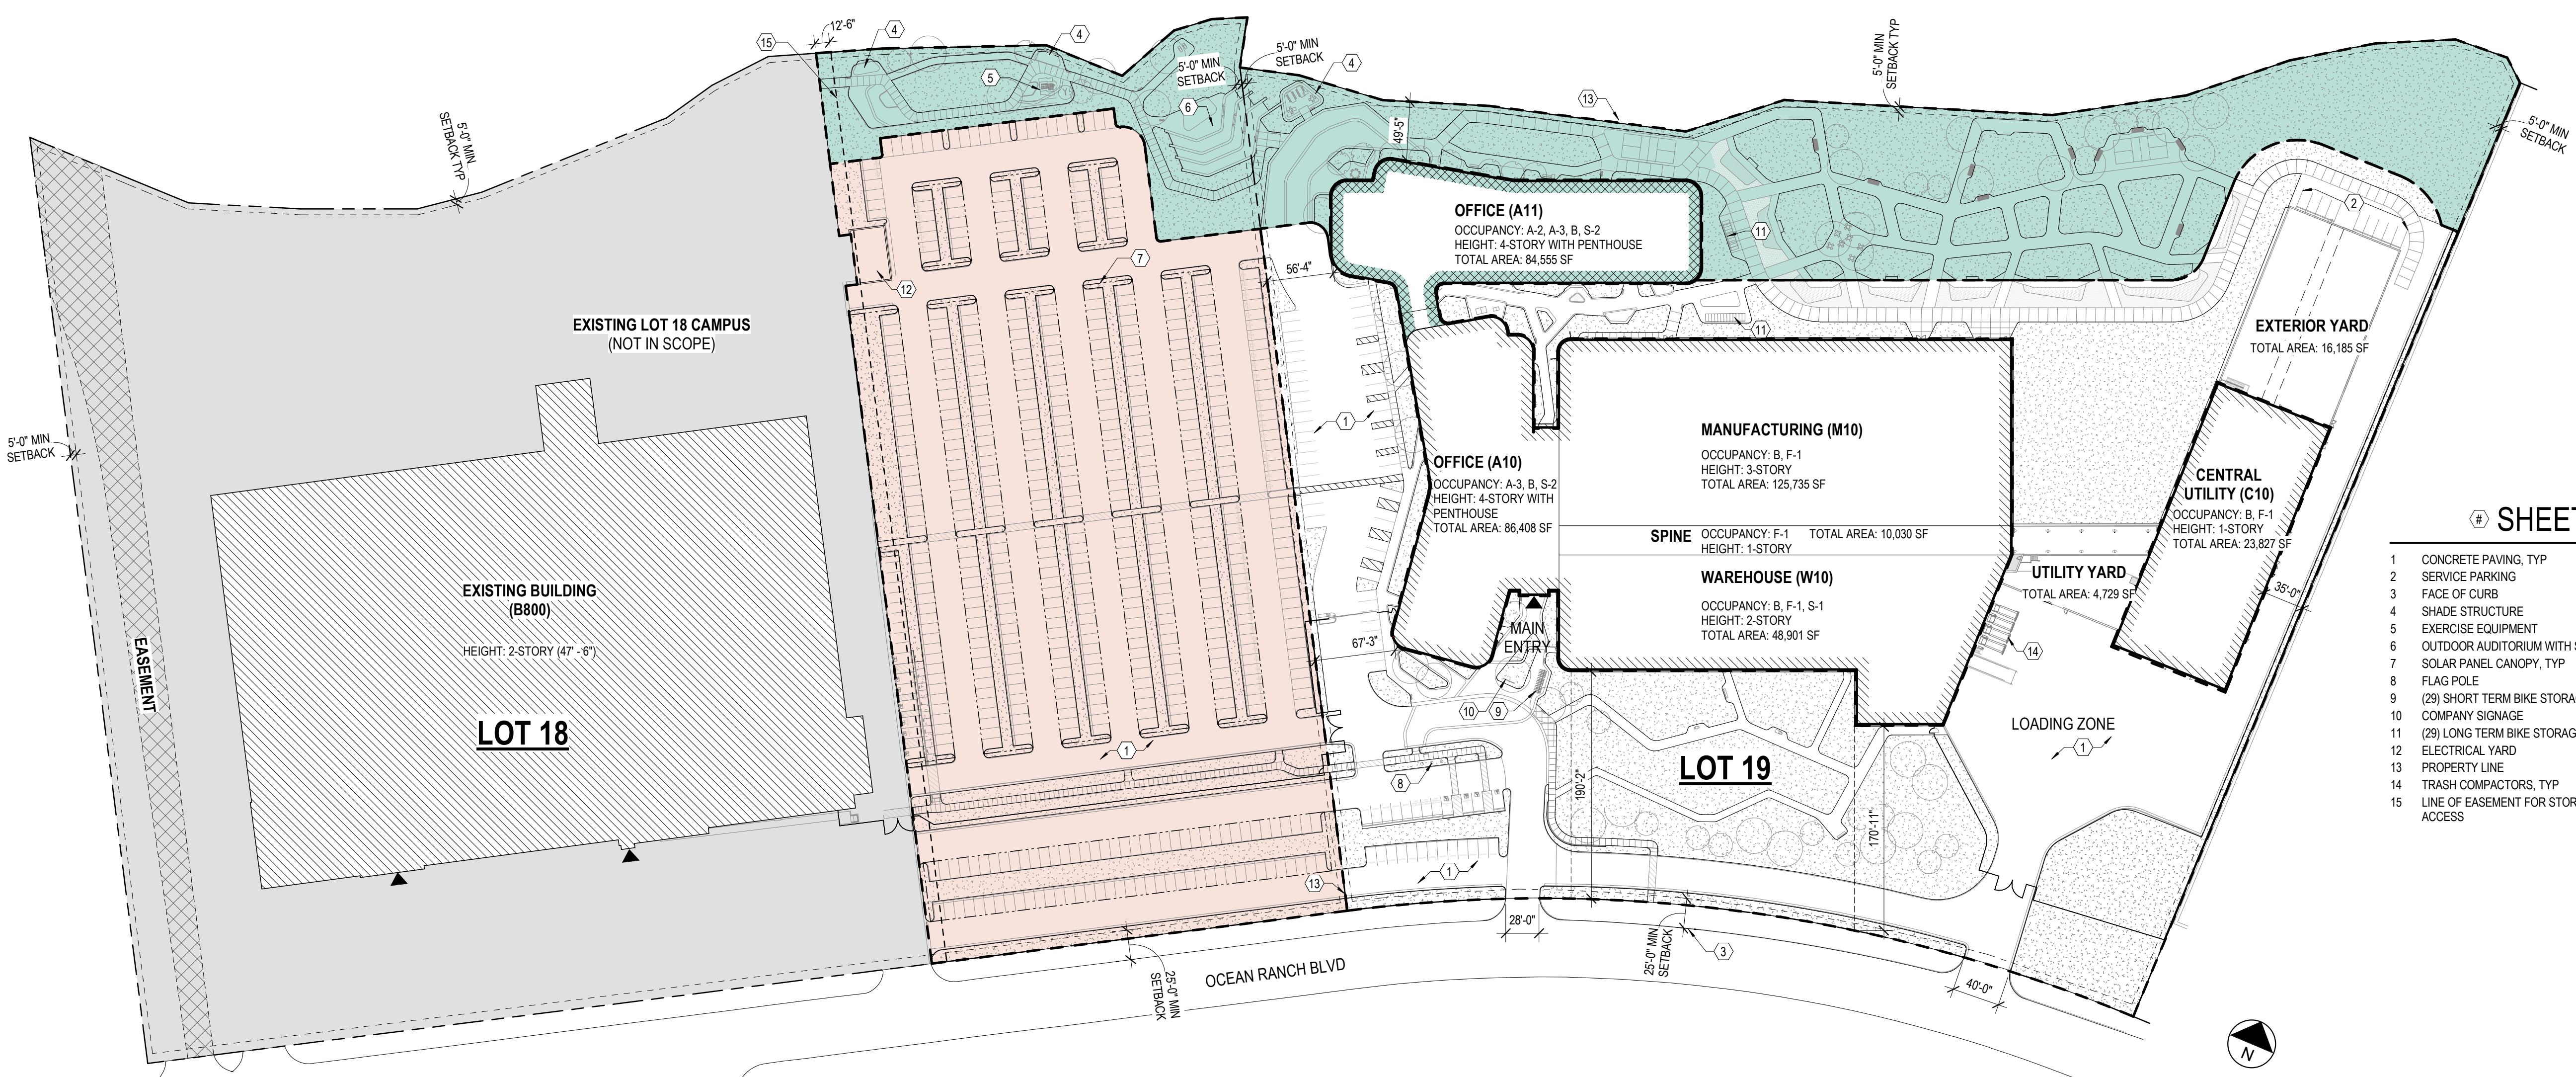 12'-6"
15
4
4
5'-0" MIN
SETBACK
5'-0" MIN
SETBACK
4
5
6
13
5'-0" MIN
SETBACK TYP
5'-0" MIN
SETBACK TYP
5'-0" MIN
SETBACK
49'-5"
OFFICE (A11)
OCCUPANCY: A-2, A-3, B, S-2
HEIGHT: 4-STORY WITH PENTHOUSE
TOTAL AREA: 84,555 SF
11
2
7
56'-4"
12
EXISTING LOT 18 CAMPUS
(NOT IN SCOPE)
11
EXTERIOR YARD
TOTAL AREA: 16,185 SF
5'-0" MIN
SETBACK
1
MANUFACTURING (M10)
OCCUPANCY: B, F-1
HEIGHT: 3-STORY
TOTAL AREA: 125,735 SF
OFFICE (A10)
OCCUPANCY: A-3, B, S-2
HEIGHT: 4-STORY WITH
PENTHOUSE
TOTAL AREA: 86,408 SF
CENTRAL
UTILITY (C10)
OCCUPANCY: B, F-1
HEIGHT: 1-STORY
TOTAL AREA: 23,827 SF
SPINE OCCUPANCY: F-1 TOTAL AREA: 10,030 SF
HEIGHT: 1-STORY
WAREHOUSE (W10)
OCCUPANCY: B, F-1, S-1
HEIGHT: 2-STORY
TOTAL AREA: 48,901 SF
UTILITY YARD
TOTAL AREA: 4,729 SF
35'-0"
EXISTING BUILDING
(B800)
HEIGHT: 2-STORY (47' - 6")
EASEMENT
LOT 18
MAIN
ENTRY
67'-3"
14
10
9
LOADING ZONE
1
1
8
LOT 19
190'-2"
170'-11"
1
13
28'-0"
25'-0" MIN
SETBACK
3
25'-0" MIN
SETBACK
OCEAN RANCH BLVD
40'-0"
N
# SHEET
1 CONCRETE PAVING, TYP
2 SERVICE PARKING
3 FACE OF CURB
4 SHADE STRUCTURE
5 EXERCISE EQUIPMENT
6 OUTDOOR AUDITORIUM WITH
7 SOLAR PANEL CANOPY, TYP
8 FLAG POLE
9 (29) SHORT TERM BIKE
10 COMPANY SIGNAGE
11 (29) LONG TERM BIKE
12 ELECTRICAL YARD
13 PROPERTY LINE
14 TRASH COMPACTORS, TYP
15 LINE OF EASEMENT FOR
ACCESS